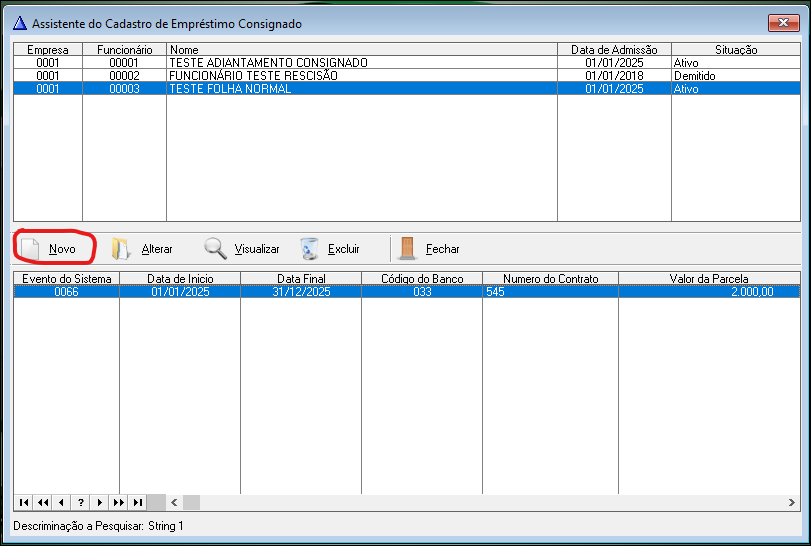 Assistente do Cadastro de Empréstimo Consignado
Empresa Funcionário Nome Data de Admissão Situação
0001 00001 TESTE ADIANTAMENTO CONSIGNADO 01/01/2025 Ativo
0001 00002 FUNCIONÁRIO TESTE RESCISÃO 01/01/2018 Demitido
0001 00003 TESTE FOLHA NORMAL 01/01/2025 Ativo
Novo Alterar Visualizar Excluir Fechar
Evento do Sistema Data de Inicio Data Final Código do Banco Numero do Contrato Valor da Parcela
0066 01/01/2025 31/12/2025 033 545 2.000,00
?
Descriminação a Pesquisar: String 1